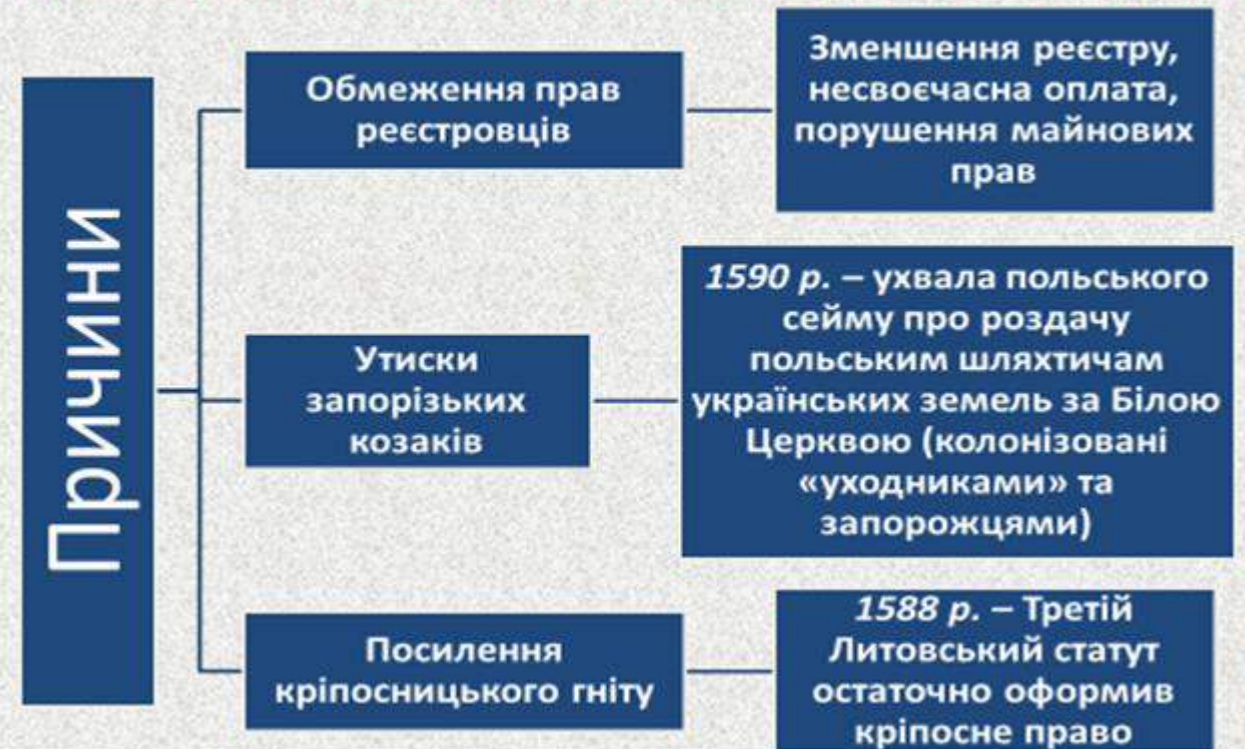 Причини
Обмеження прав
реєстровців
Зменшення реєстру,
несвоєчасна оплата,
порушення майнових
прав
Утиски
запорізьких
козаків
1590 р. – ухвала польського
сейму про роздачу
польським шляхтичам
українських земель за Білою
Церквою (колонізовані
«уходниками» та
запорожцями)
Посилення
кріпосницького гніту
1588 р. – Третій
Литовський статут
остаточно оформив
кріпосне право